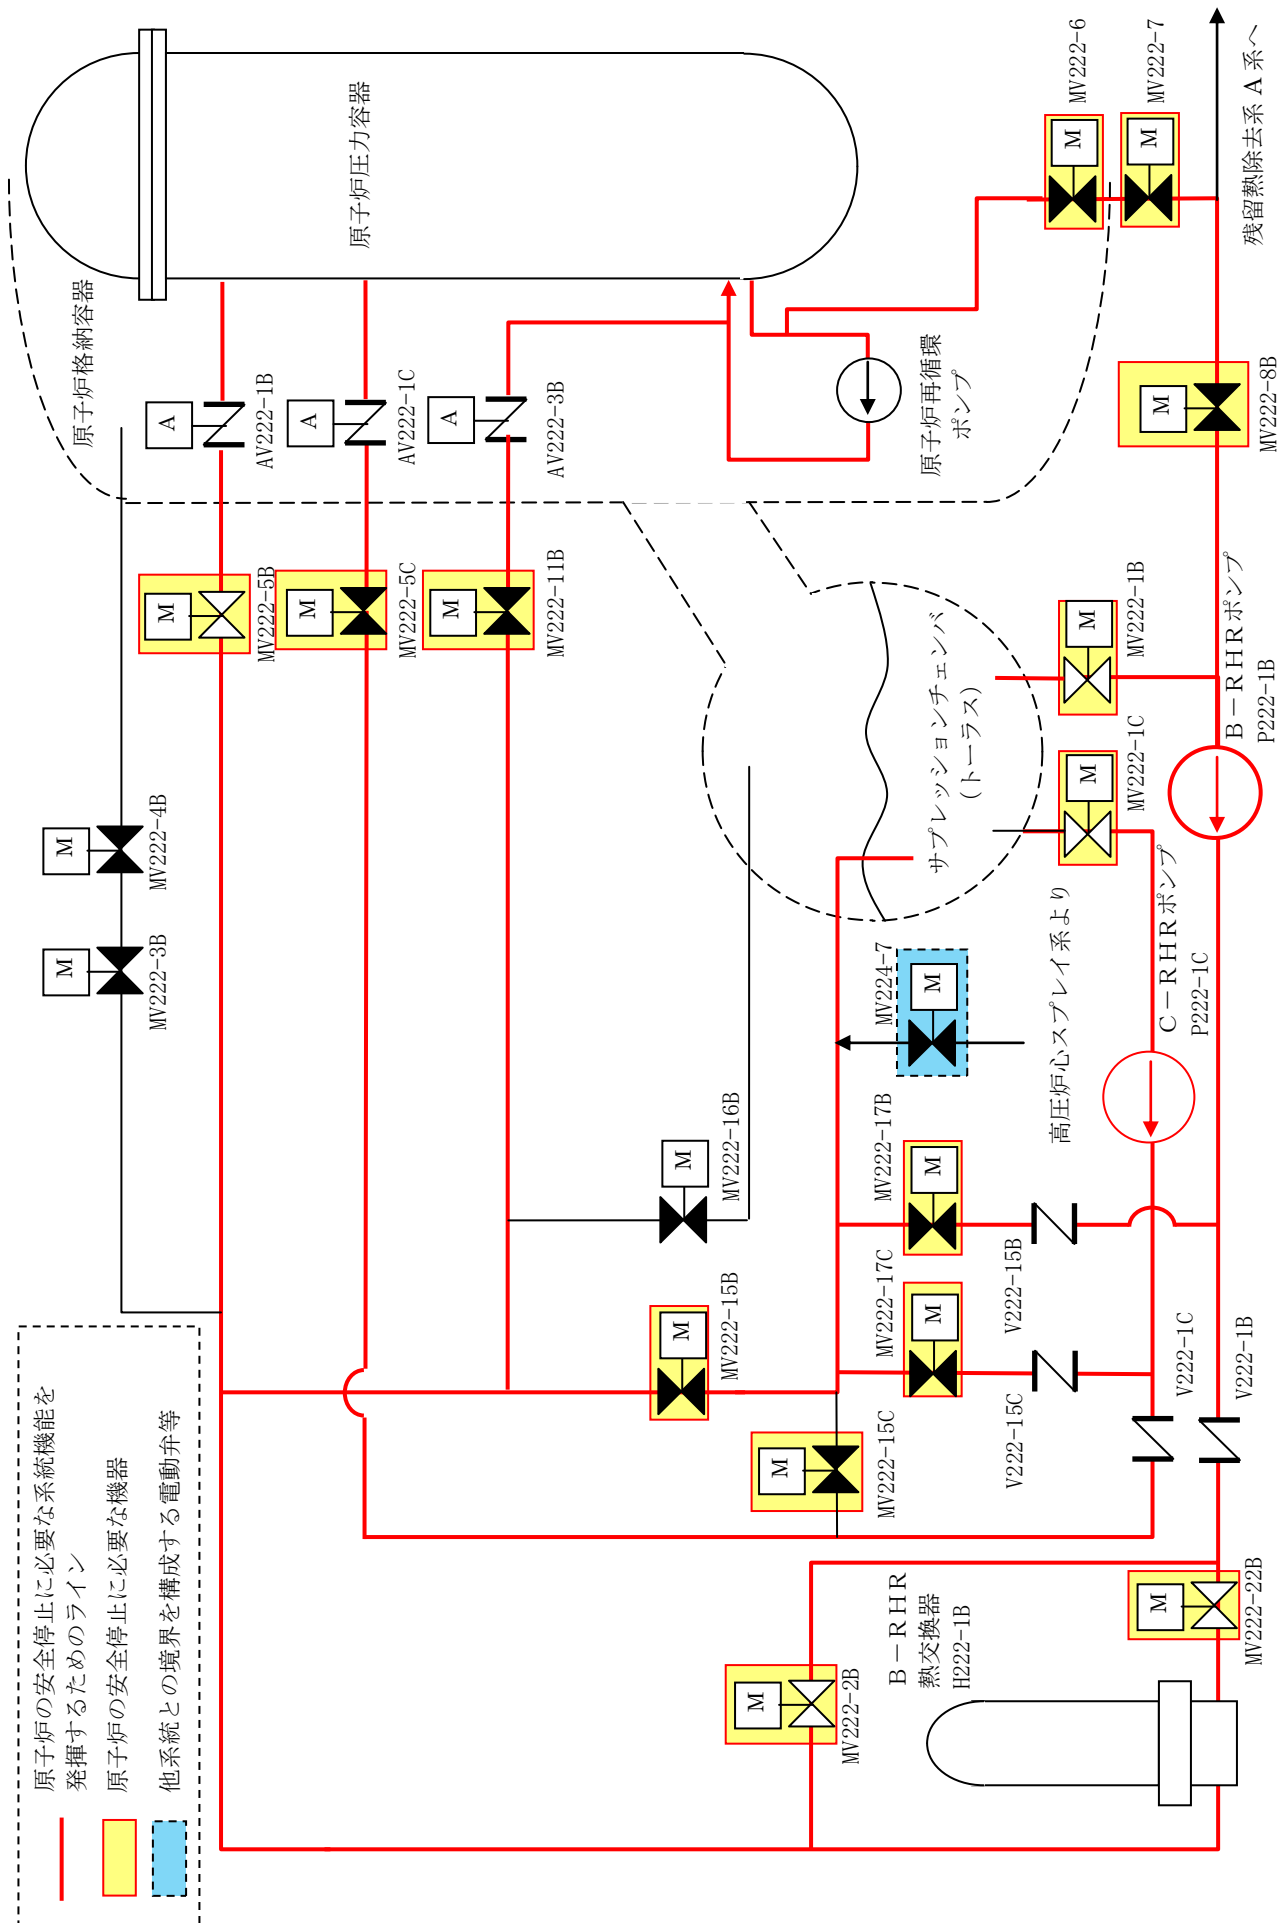 原子炉の安全停止に必要な系統機能を
発揮するためのライン
原子炉の安全停止に必要な機器
他系統との境界を構成する電動弁等
M
MV222-3B
M
MV222-4B
原子炉格納容器
原子炉圧力容器
A
AV222-1B
A
AV222-1C
A
AV222-3B
M
MV222-5B
M
MV222-5C
M
MV222-11B
原子炉再循環
ポンプ
M
MV222-6
M
MV222-7
残留熱除去系 A 系へ
M
MV222-8B
M
MV222-16B
サプレッションチェンバ
(トーラス)
M
MV222-1B
M
MV222-1C
B-RHRポンプ
P222-1B
C-RHRポンプ
P222-1C
M
MV224-7
高圧炉心スプレイ系より
M
MV222-17B
V222-15B
M
MV222-17C
V222-15C
M
MV222-15B
M
MV222-15C
V222-1C
V222-1B
M
MV222-2B
B-RHR
熱交換器
H222-1B
M
MV222-22B